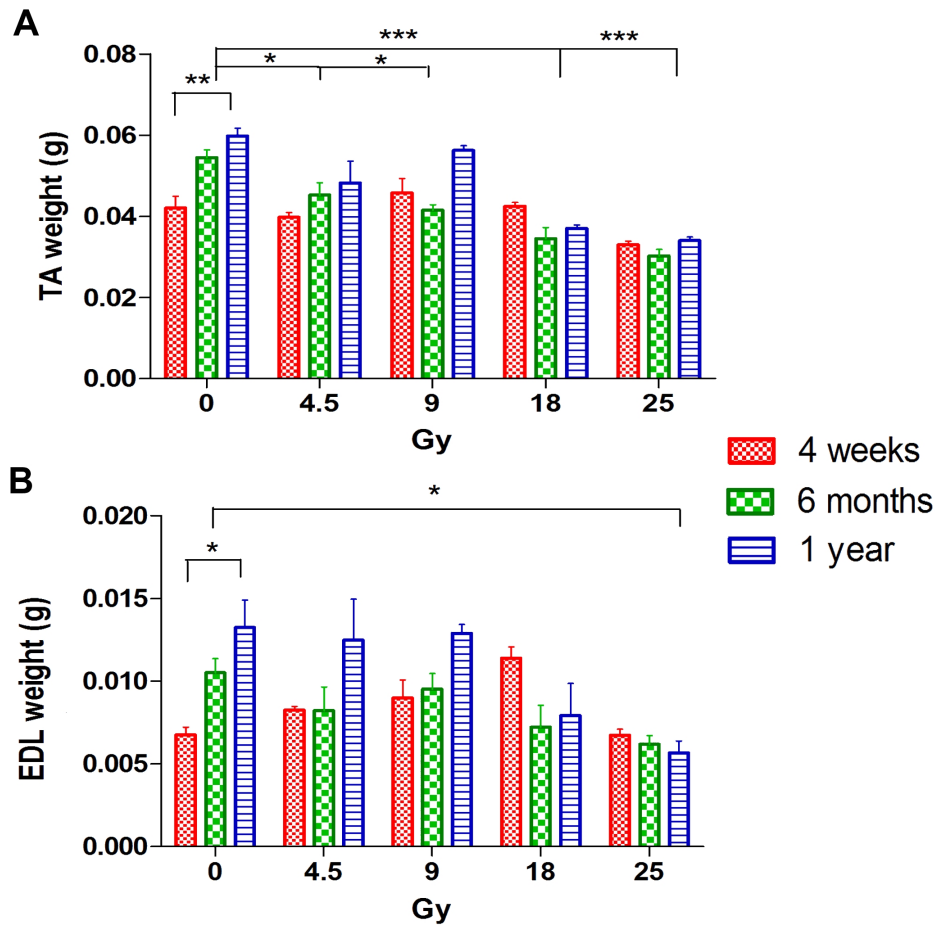 A
***
***
*
*
**
0.08
0.06
0.04
0.02
0.00
TA weight (g)
0 4.5 9 18 25
Gy
4 weeks
6 months
1 year
B
*
*
0.020
0.015
0.010
0.005
0.000
EDL weight (g)
0 4.5 9 18 25
Gy